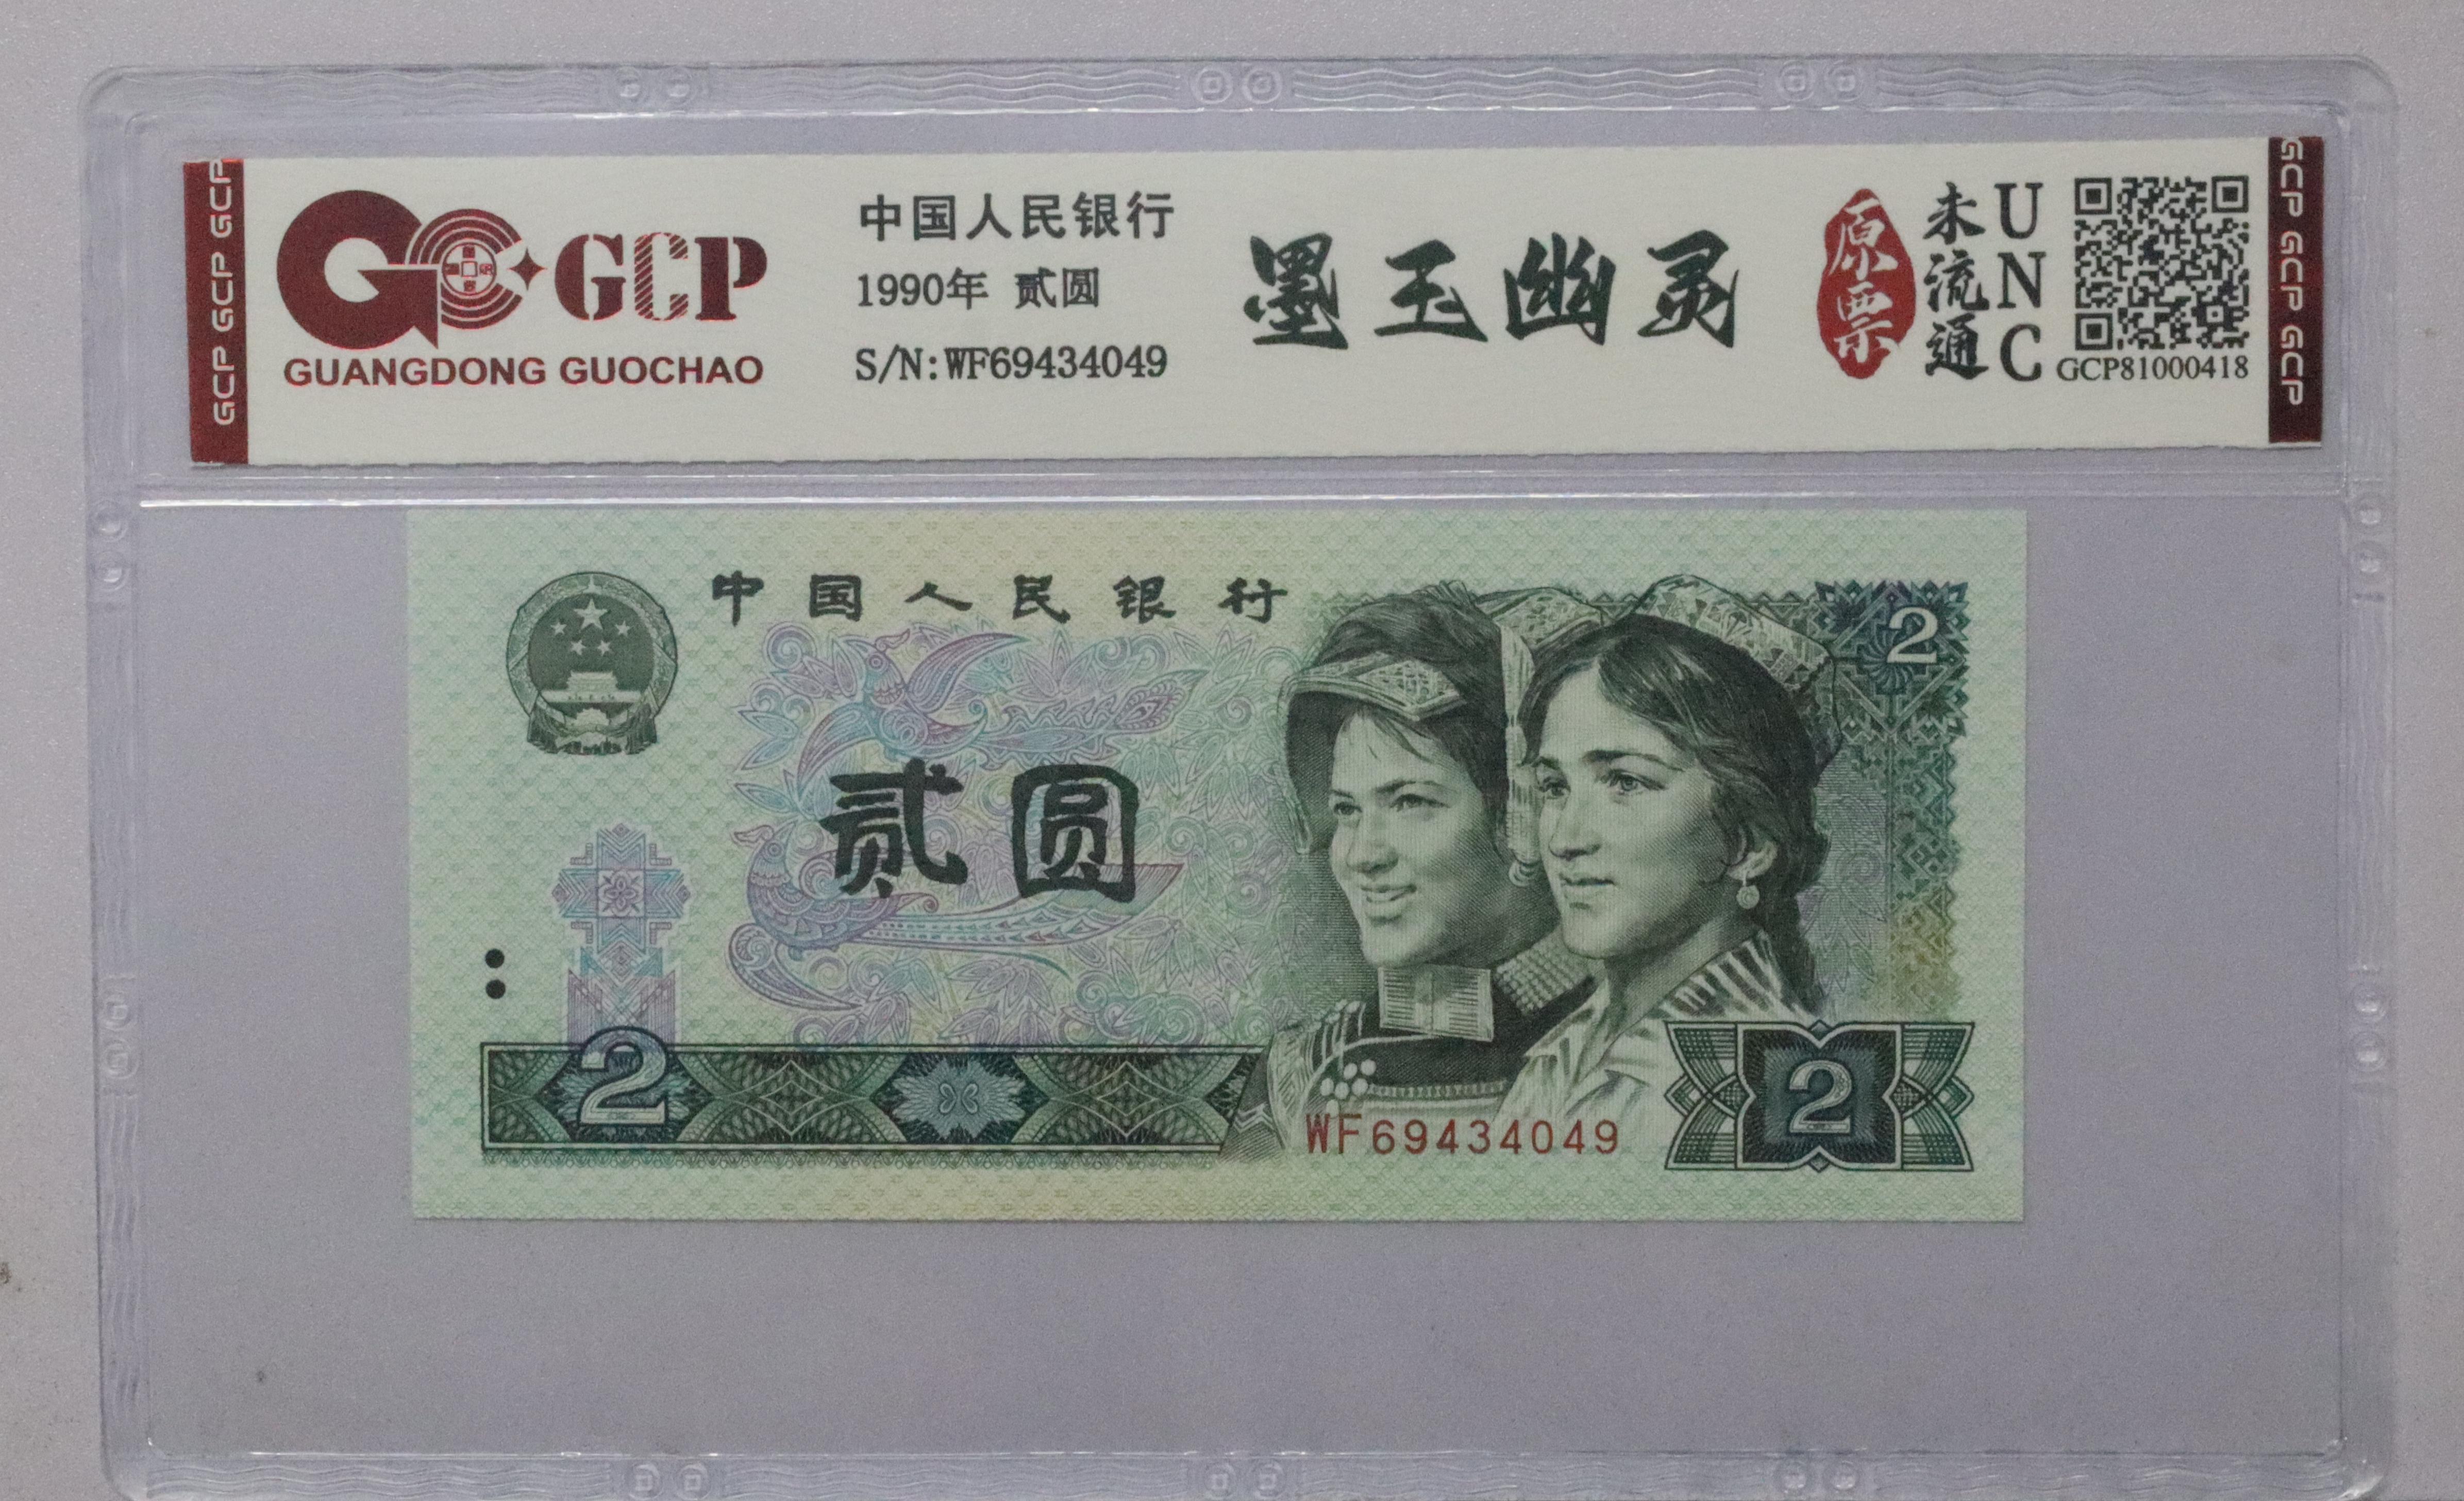 GCP GCP GCP
GCP
GUANGDONG GUOCHAO
中国人民银行
1990年 贰圆
S/N:WF69434049
墨玉幽灵
原票
未流通
UNC
GCP81000418
GCP GCP GCP
中国人民银行
2
贰圆
2
WF69434049
2